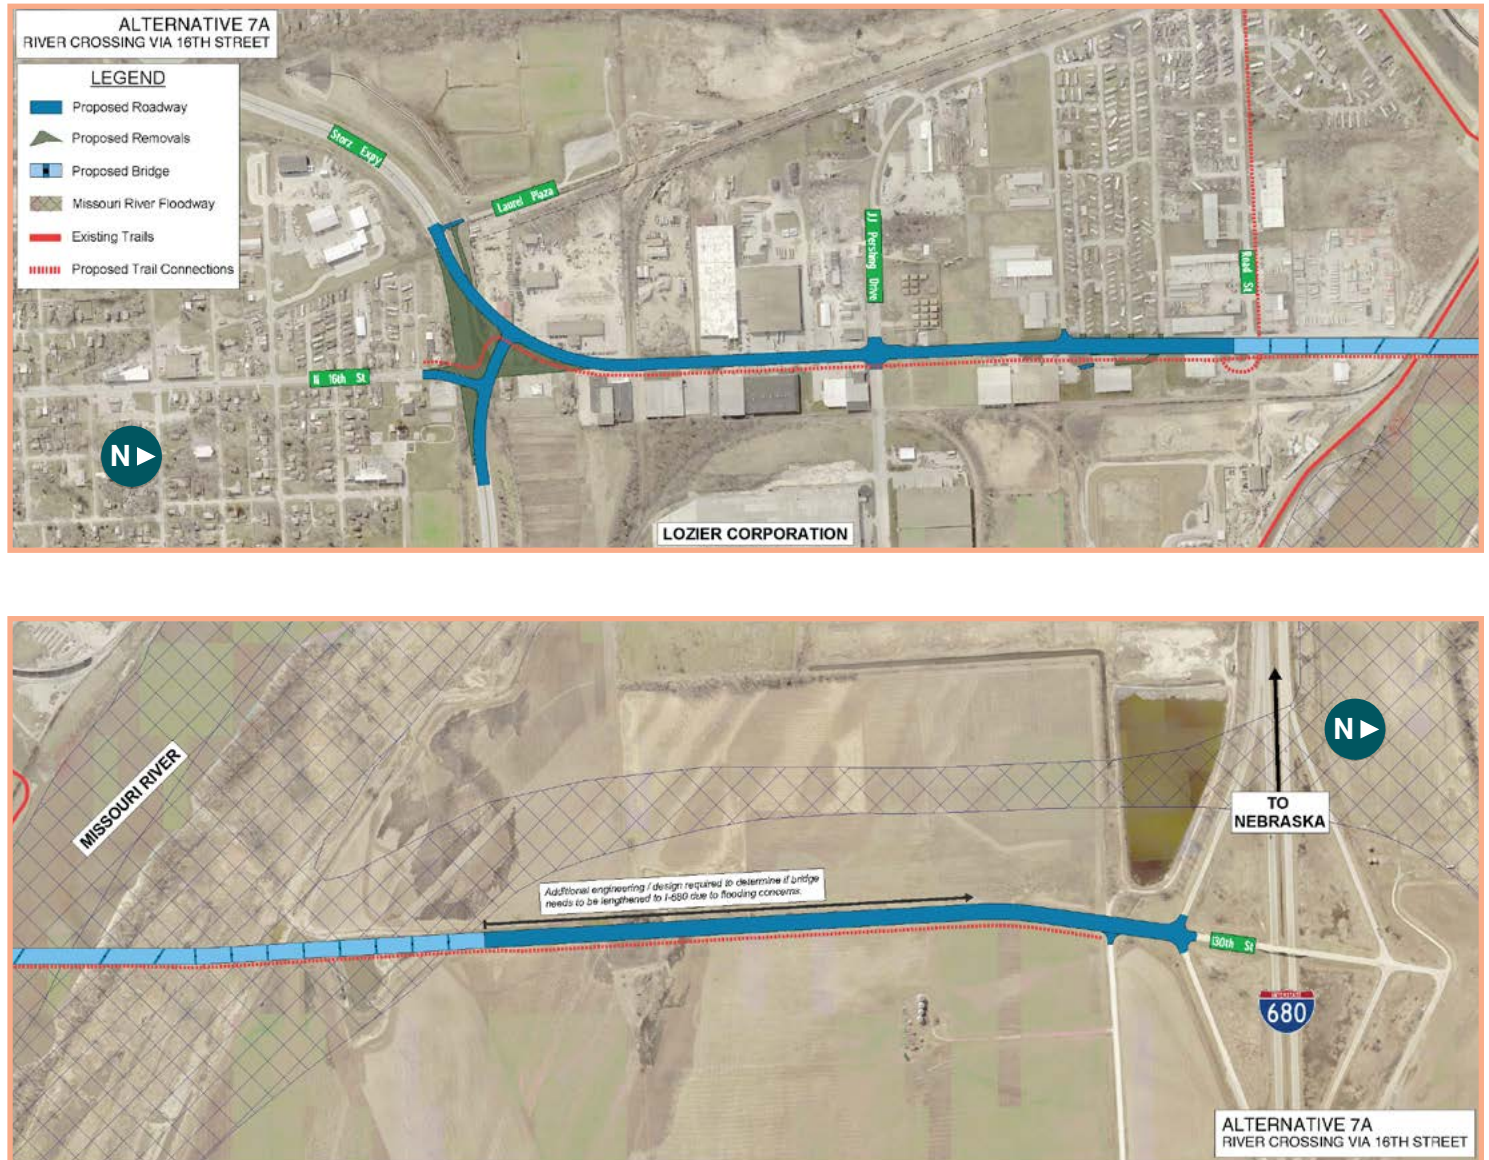 ALTERNATIVE 7A
RIVER CROSSING VIA 16TH STREET
LEGEND
Proposed Roadway
Proposed Removals
Proposed Bridge
Missouri River Floodway
Existing Trails
Proposed Trail Connections
Storz Expy
Laurel Plaza
JJ Pershing Drive
Read St
N 16th St
N
LOZIER CORPORATION
MISSOURI RIVER
N
TO
NEBRASKA
Additional engineering / design required to determine if bridge
needs to be lengthened to I-680 due to flooding concerns.
130th St
680
ALTERNATIVE 7A
RIVER CROSSING VIA 16TH STREET